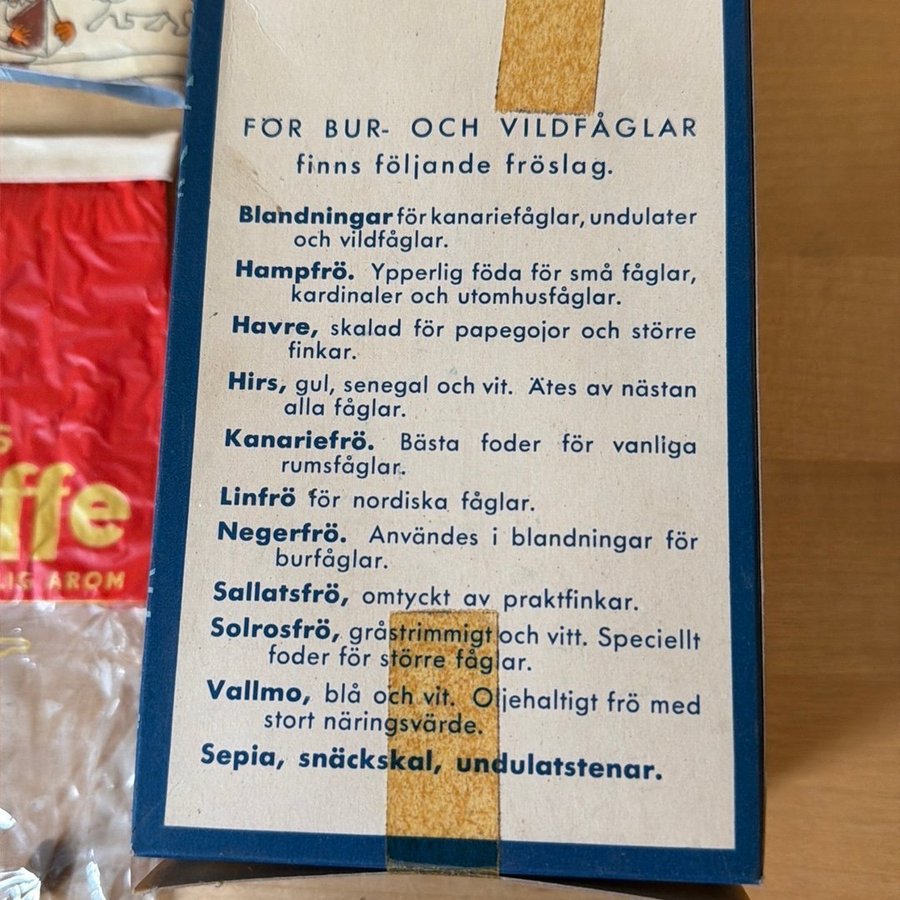 FÖR BUR- OCH VILDFÅGLAR
finns följande fröslag.
Blandningar för kanariefåglar, undulater
och vildfåglar.
Hampfrö. Ypperlig föda för små fåglar,
kardinaler och utomhusfåglar.
Havre, skalad för papegojor och större
finkar.
Hirs, gul, senegal och vit. Ätes av nästan
alla fåglar.
Kanariefrö. Bästa foder för vanliga
rumsfåglar.
Linfrö för nordiska fåglar.
Negerfrö. Användes i blandningar för
burfåglar.
Sallatsfrö, omtyckt av praktfinkar.
Solrosfrö, gråstrimmigt och vitt. Speciellt
foder för större fåglar.
Vallmo, blå och vit. Oljehaltigt frö med
stort näringsvärde.
Sepia, snäckskal, undulatstenar.
ffe
LIG AROM